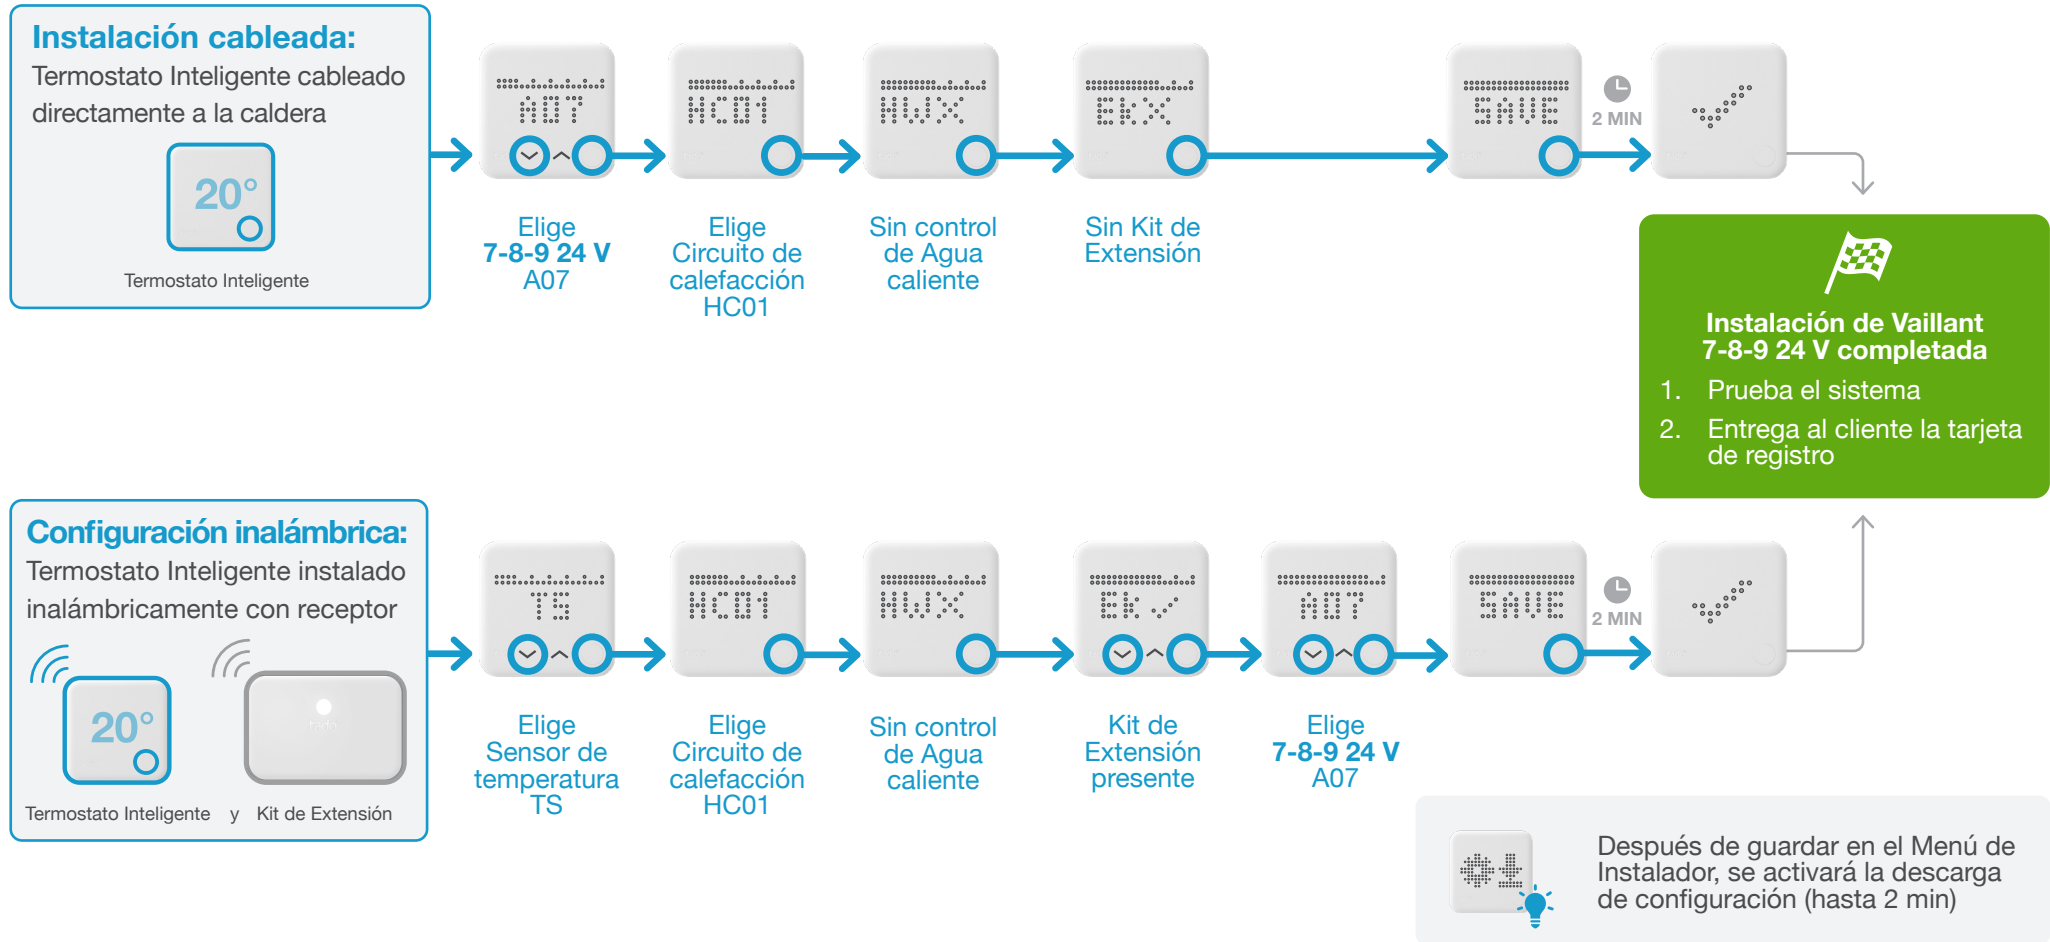 Instalación cableada:
Termostato Inteligente cableado
directamente a la caldera
20°
Termostato Inteligente
A07
HC01
HWX
EKX
SAVE
2 MIN
Elige
7-8-9 24 V
A07
Elige
Circuito de
calefacción
HC01
Sin control
de Agua
caliente
Sin Kit de
Extensión
Instalación de Vaillant
7-8-9 24 V completada
1. Prueba el sistema
2. Entrega al cliente la tarjeta
de registro
Configuración inalámbrica:
Termostato Inteligente instalado
inalámbricamente con receptor
20°
tado
Termostato Inteligente y Kit de Extensión
TS
HC01
HWX
EK
A07
SAVE
2 MIN
Elige
Sensor de
temperatura
TS
Elige
Circuito de
calefacción
HC01
Sin control
de Agua
caliente
Kit de
Extensión
presente
Elige
7-8-9 24 V
A07
Después de guardar en el Menú de
Instalador, se activará la descarga
de configuración (hasta 2 min)